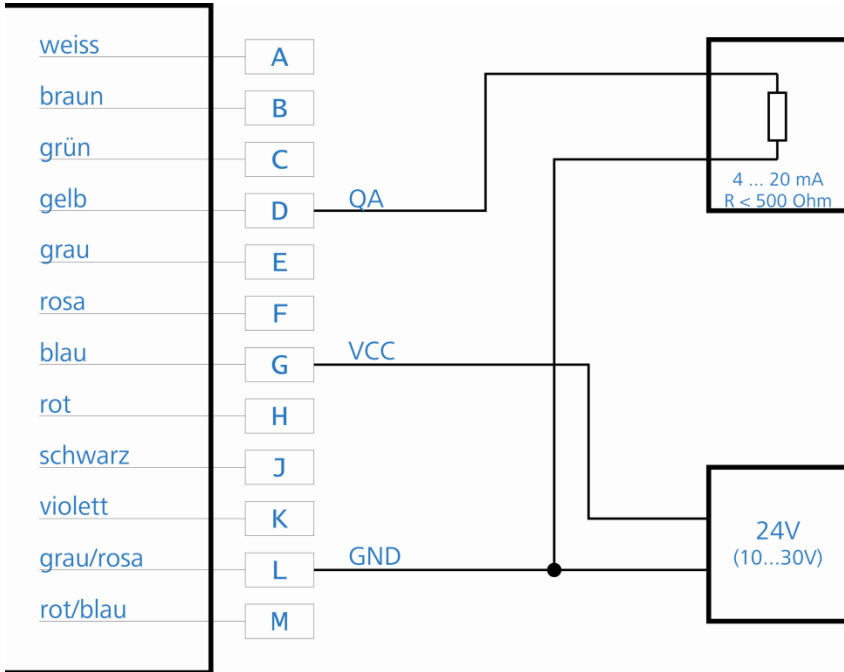 weiss A
braun B
grün C
gelb D QA
4 ... 20 mA
R < 500 Ohm
grau E
rosa F
blau G VCC
rot H
schwarz J
violett K
24V
(10...30V)
grau/rosa L GND
rot/blau M